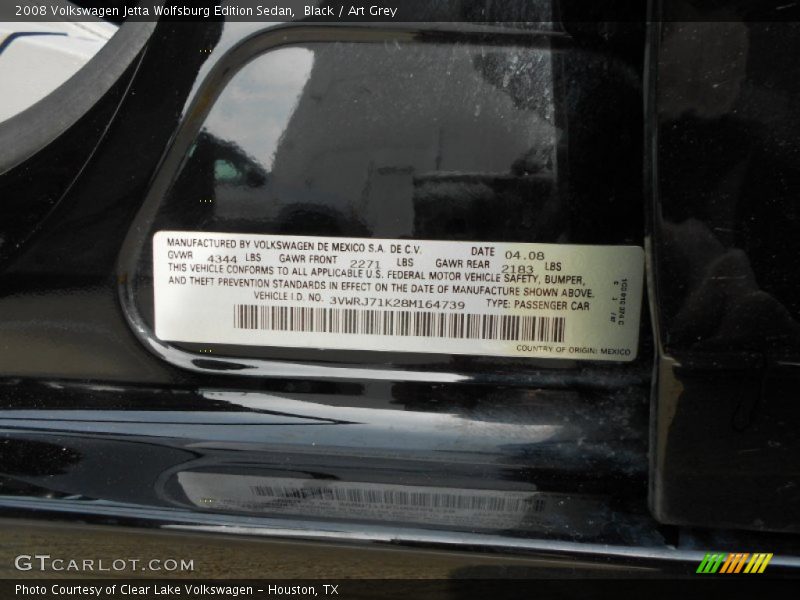 2008 Volkswagen Jetta Wolfsburg Edition Sedan,  Black / Art Grey
MANUFACTURED BY VOLKSWAGEN DE MEXICO S.A. DE C.V. DATE 04.08
GVWR 4344 LBS GAWR FRONT 2271 LBS GAWR REAR 2183 LBS
THIS VEHICLE CONFORMS TO ALL APPLICABLE U.S. FEDERAL MOTOR VEHICLE SAFETY, BUMPER,
AND THEFT PREVENTION STANDARDS IN EFFECT ON THE DATE OF MANUFACTURE SHOWN ABOVE.
VEHICLE I.D. NO. 3VWRJ71K28M164739 TYPE: PASSENGER CAR
COUNTRY OF ORIGIN: MEXICO
GTCARLOT.COM
Photo Courtesy of Clear Lake Volkswagen - Houston, TX